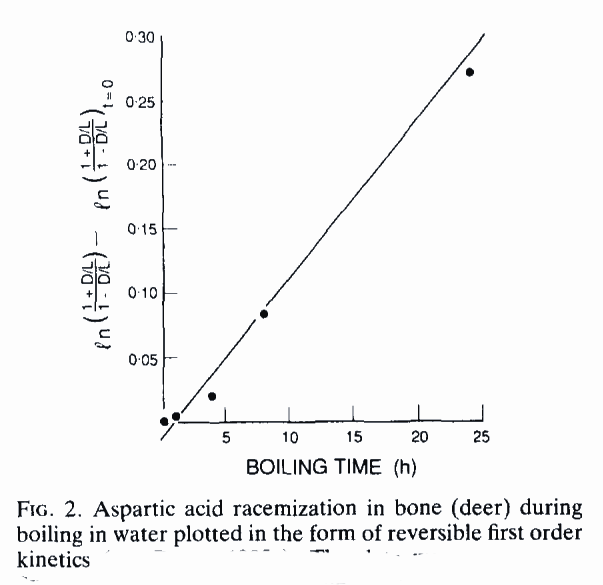 0·30
0·25
0·20
0·15
0·10
0·05
ℓn (1 + D/L / 1 - D/L) — ℓn (1 + D/L / 1 - D/L) t = 0
5 10 15 20 25
BOILING TIME (h)
FIG. 2. Aspartic acid racemization in bone (deer) during
boiling in water plotted in the form of reversible first order
kinetics